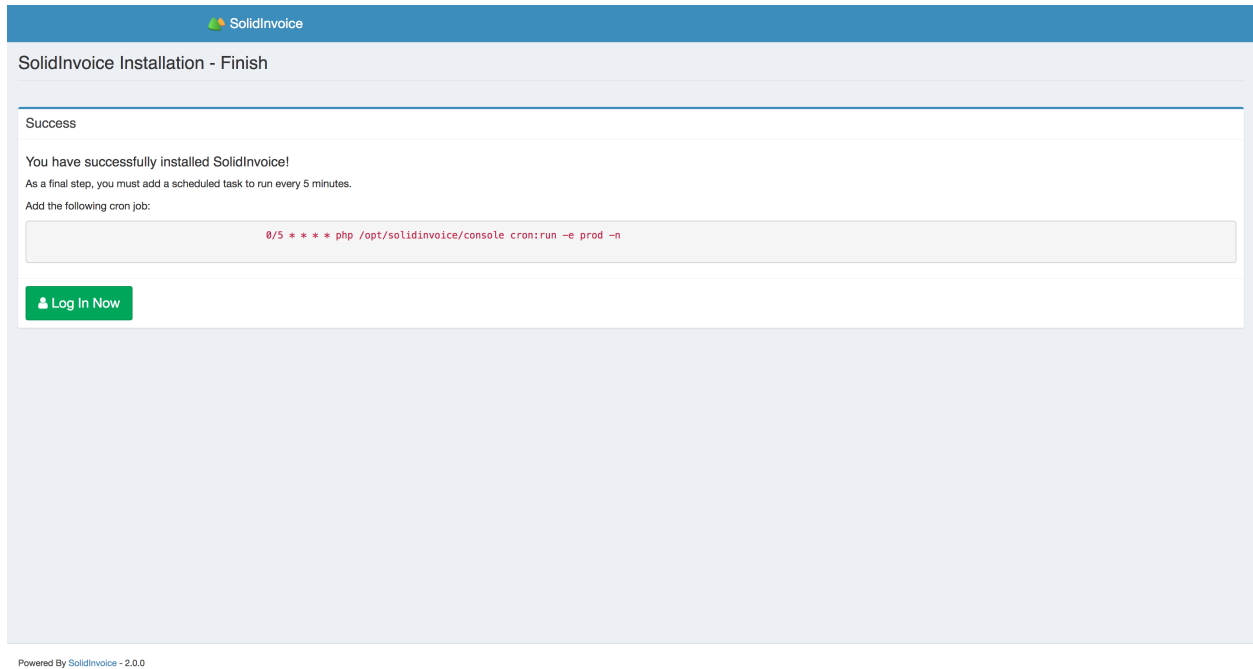 SolidInvoice
SolidInvoice Installation - Finish
Success
You have successfully installed SolidInvoice!
As a final step, you must add a scheduled task to run every 5 minutes.
Add the following cron job:
0/5 * * * * php /opt/solidinvoice/console cron:run -e prod -n
Log In Now
Powered By SolidInvoice - 2.0.0